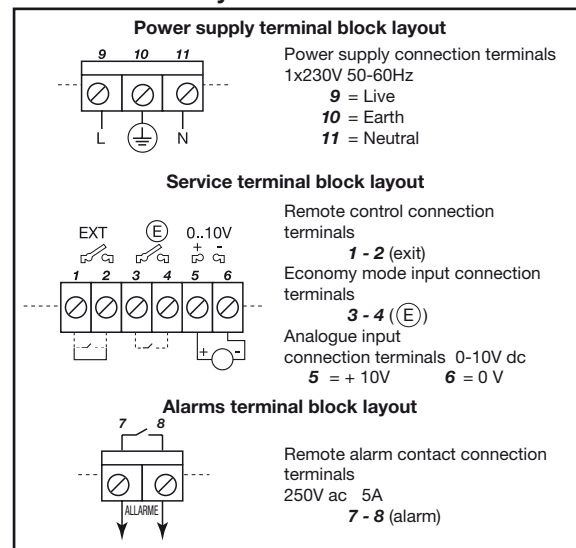 Power supply terminal block layout
9 10 11
L N
Power supply connection terminals
1x230V 50-60Hz
9 = Live
10 = Earth
11 = Neutral
Service terminal block layout
EXT E 0..10V
+ -
1 2 3 4 5 6
+ -
Remote control connection
terminals
1 - 2 (exit)
Economy mode input connection
terminals
3 - 4 (E)
Analogue input
connection terminals 0-10V dc
5 = + 10V 6 = 0 V
Alarms terminal block layout
7 8
ALLARME
Remote alarm contact connection
terminals
250V ac 5A
7 - 8 (alarm)